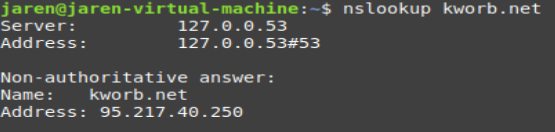 jaren@jaren-virtual-machine:~$ nslookup kworb.net
Server: 127.0.0.53
Address: 127.0.0.53#53
Non-authoritative answer:
Name: kworb.net
Address: 95.217.40.250